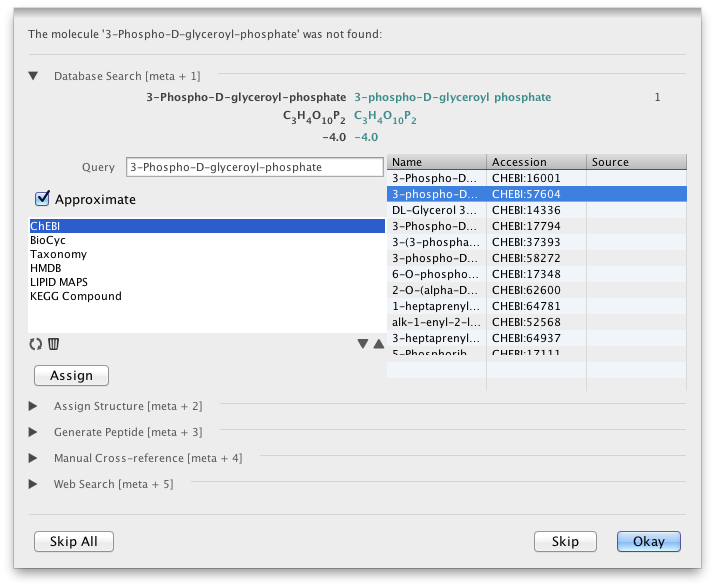 The molecule '3-Phospho-D-glyceroyl-phosphate' was not found:
Database Search [meta + 1]
3-Phospho-D-glyceroyl-phosphate 3-phospho-D-glyceroyl phosphate 1
C3H4O10P2 C3H4O10P2
-4.0 -4.0
Query 3-Phospho-D-glyceroyl-phosphate
Approximate
ChEBI
BioCyc
Taxonomy
HMDB
LIPID MAPS
KEGG Compound
Name Accession Source
3-Phospho-D... CHEBI:16001
3-phospho-D... CHEBI:57604
DL-Glycerol 3... CHEBI:14336
3-Phospho-D... CHEBI:17794
3-(3-phospha... CHEBI:37393
3-phospho-D... CHEBI:58272
6-O-phospho... CHEBI:17348
2-O-(alpha-D... CHEBI:62600
1-heptaprenyl... CHEBI:64781
alk-1-enyl-2-l... CHEBI:52568
3-heptaprenyl... CHEBI:64937
5-Phosphorib... CHEBI:17111
Assign
Assign Structure [meta + 2]
Generate Peptide [meta + 3]
Manual Cross-reference [meta + 4]
Web Search [meta + 5]
Skip All Skip Okay